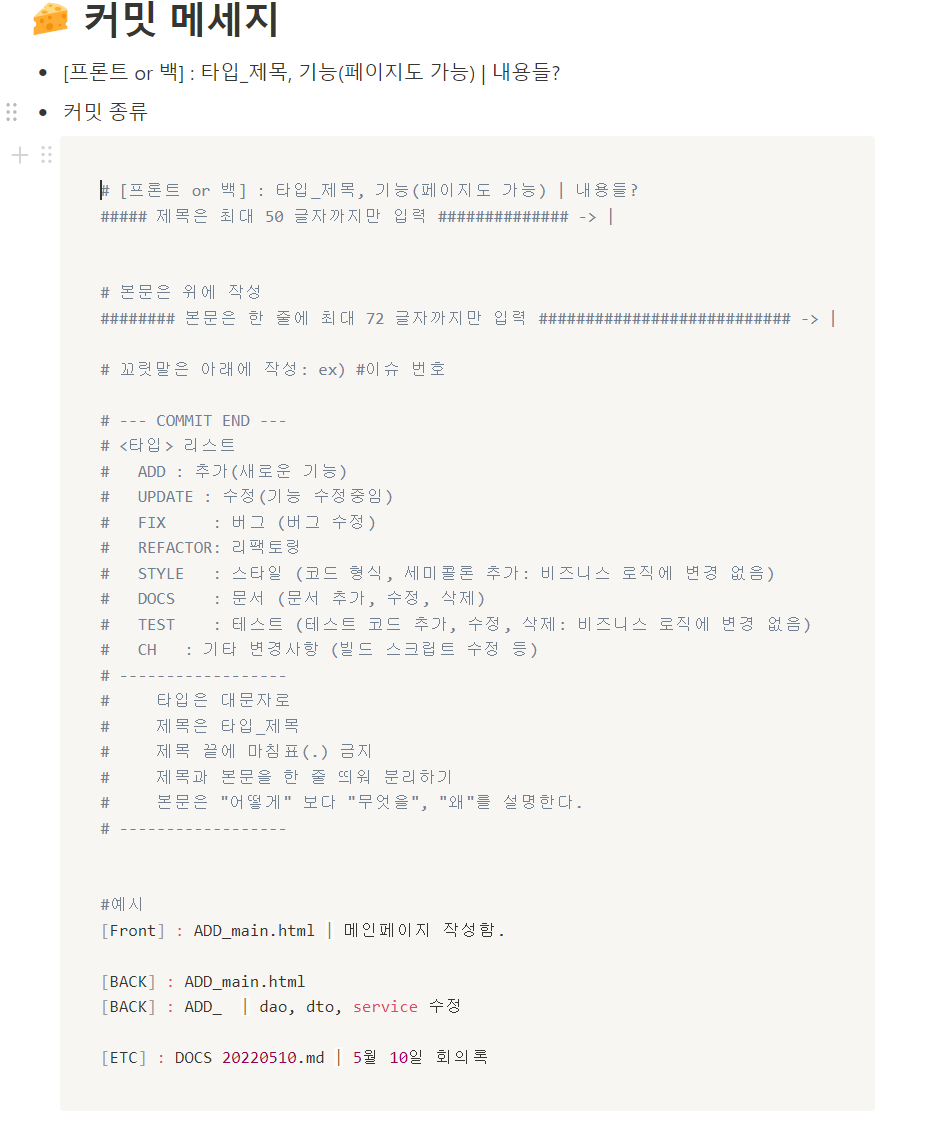 🧀 커밋 메세지
• [프론트 or 백] : 타입_제목, 기능(페이지도 가능) | 내용들?
• 커밋 종류
# [프론트 or 백] : 타입_제목, 기능(페이지도 가능) | 내용들?
##### 제목은 최대 50 글자까지만 입력 ############## -> |
# 본문은 위에 작성
######## 본문은 한 줄에 최대 72 글자까지만 입력 ########################### -> |
# 꼬릿말은 아래에 작성: ex) #이슈 번호
# --- COMMIT END ---
# <타입> 리스트
#   ADD : 추가(새로운 기능)
#   UPDATE : 수정(기능 수정중임)
#   FIX     : 버그 (버그 수정)
#   REFACTOR: 리팩토링
#   STYLE   : 스타일 (코드 형식, 세미콜론 추가: 비즈니스 로직에 변경 없음)
#   DOCS    : 문서 (문서 추가, 수정, 삭제)
#   TEST    : 테스트 (테스트 코드 추가, 수정, 삭제: 비즈니스 로직에 변경 없음)
#   CH   : 기타 변경사항 (빌드 스크립트 수정 등)
# ------------------
#     타입은 대문자로
#     제목은 타입_제목
#     제목 끝에 마침표(.) 금지
#     제목과 본문을 한 줄 띄워 분리하기
#     본문은 "어떻게" 보다 "무엇을", "왜"를 설명한다.
# ------------------
#예시
[Front] : ADD_main.html | 메인페이지 작성함.
[BACK] : ADD_main.html
[BACK] : ADD_  | dao, dto, service 수정
[ETC] : DOCS 20220510.md | 5월 10일 회의록